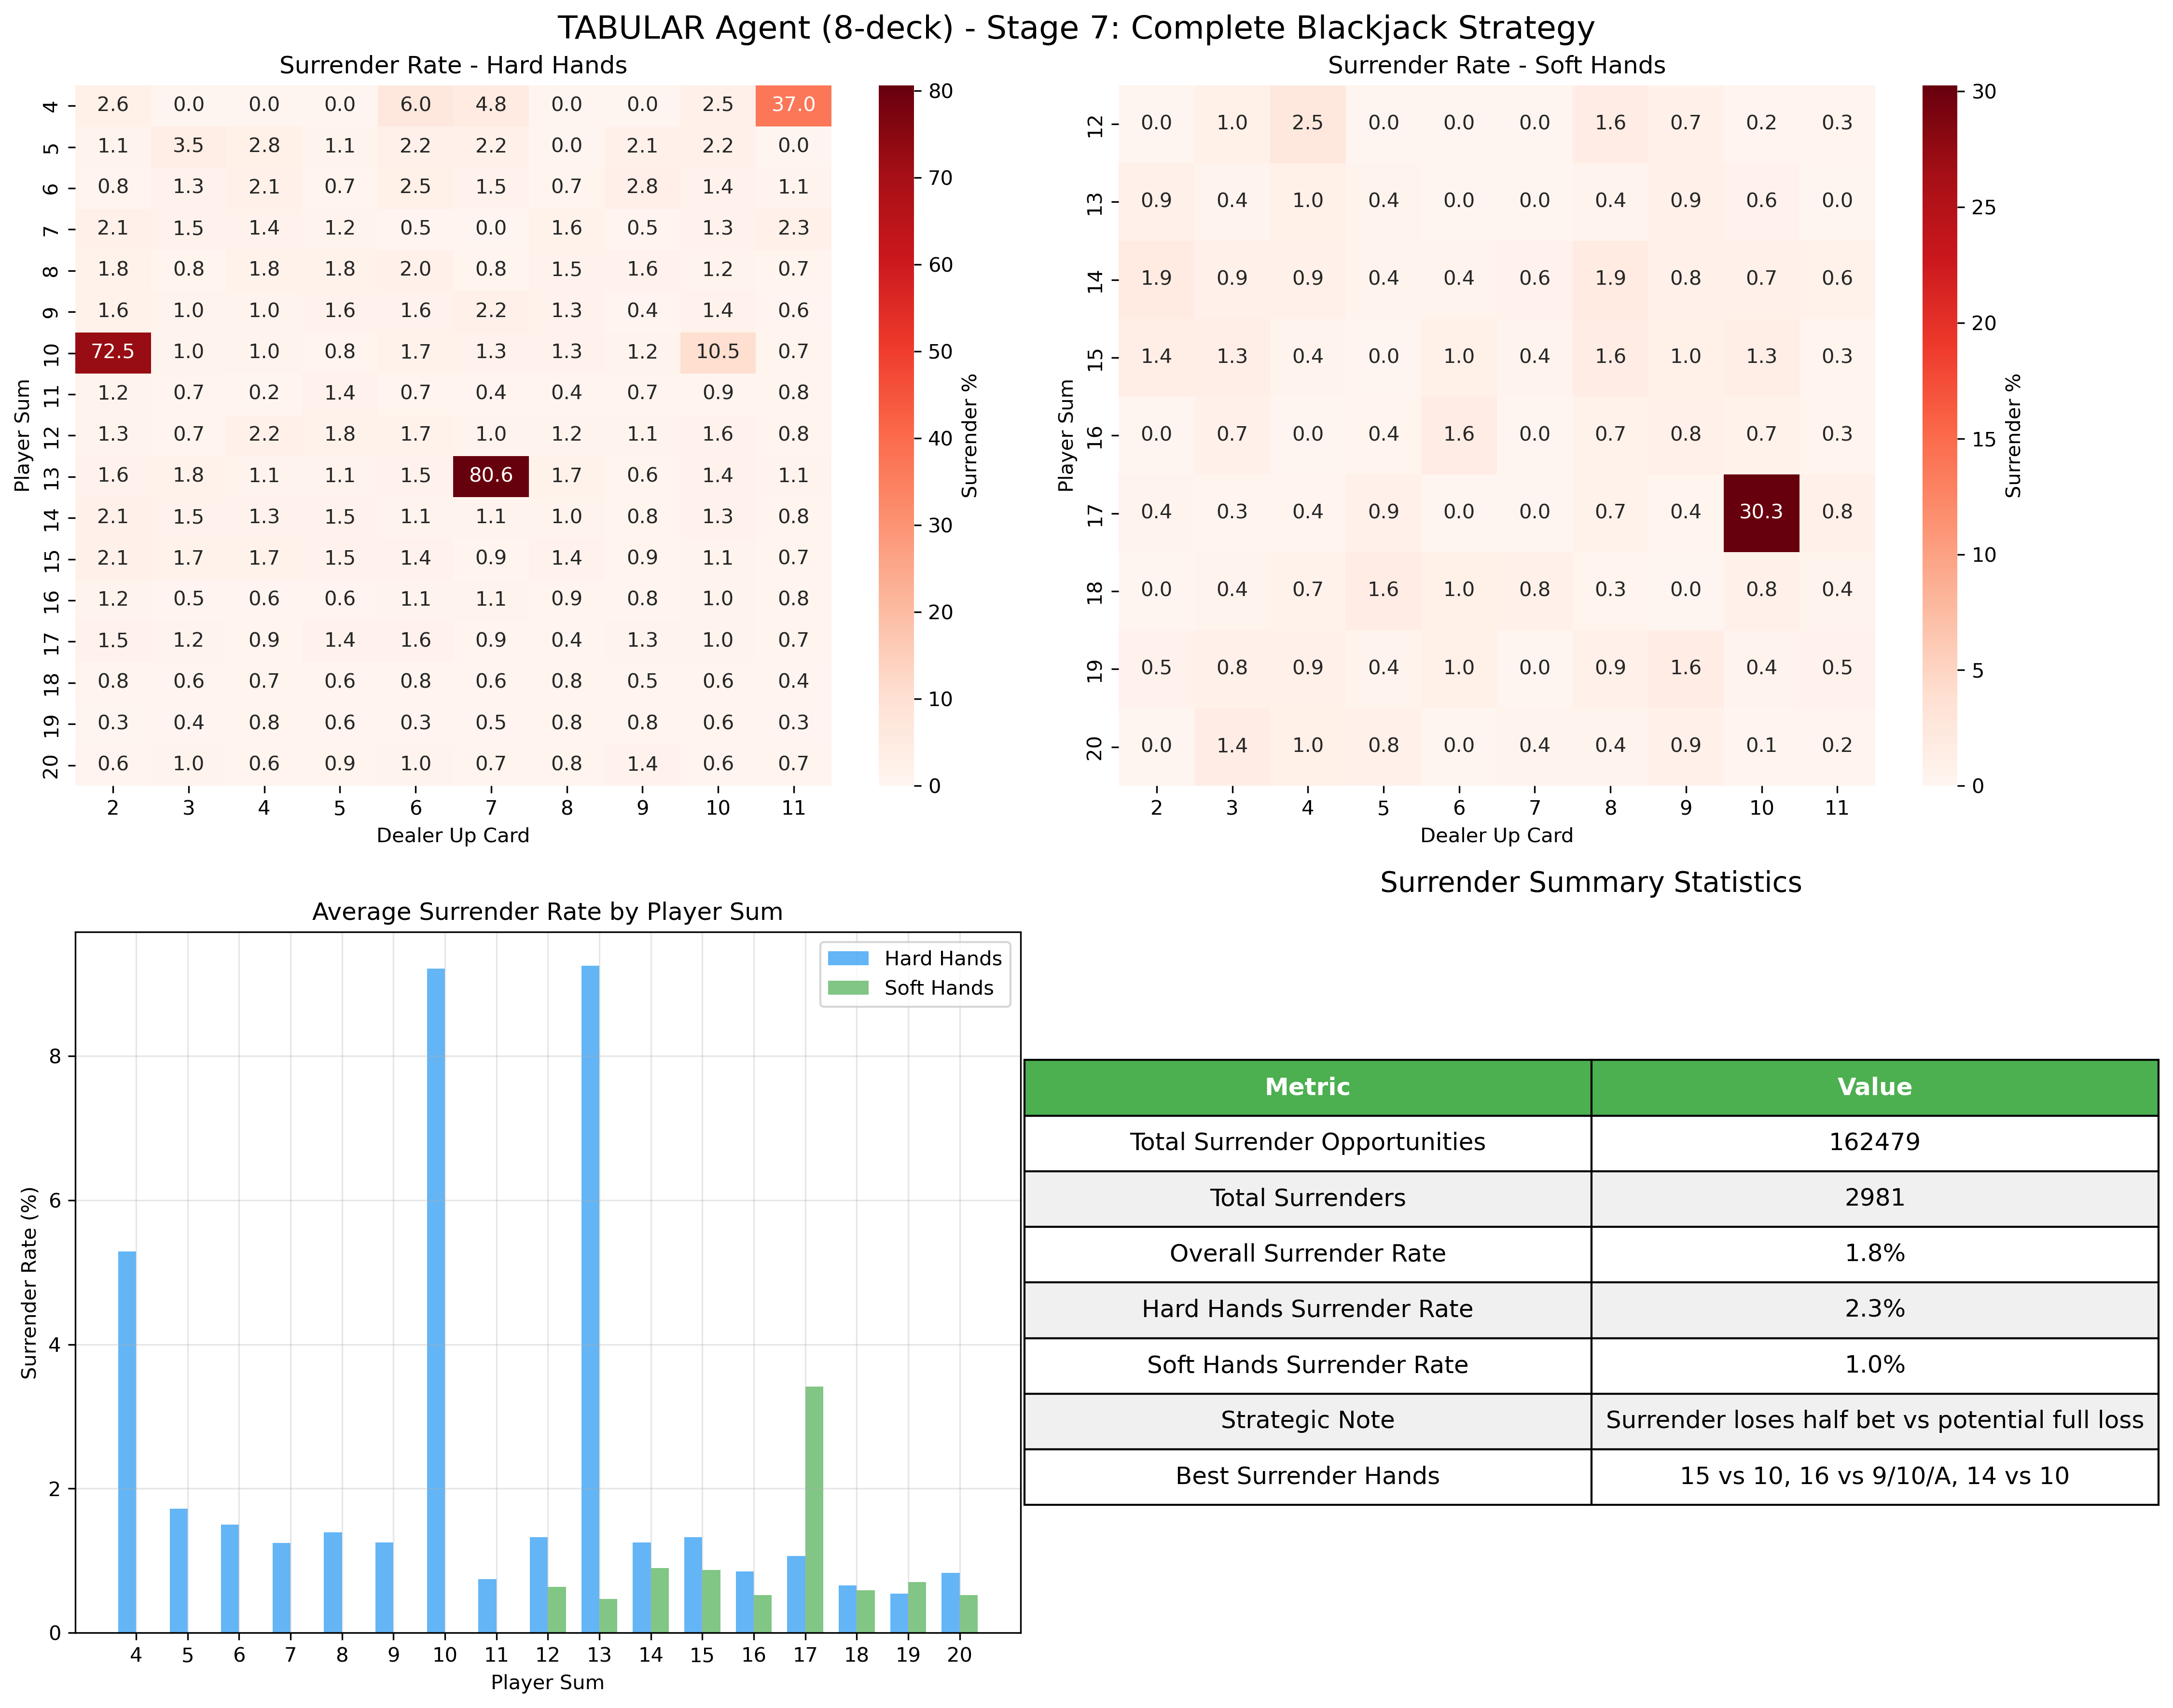 TABULAR Agent (8-deck) - Stage 7: Complete Blackjack Strategy
Surrender Rate - Hard Hands
4 2.6 0.0 0.0 0.0 6.0 4.8 0.0 0.0 2.5 37.0
5 1.1 3.5 2.8 1.1 2.2 2.2 0.0 2.1 2.2 0.0
6 0.8 1.3 2.1 0.7 2.5 1.5 0.7 2.8 1.4 1.1
7 2.1 1.5 1.4 1.2 0.5 0.0 1.6 0.5 1.3 2.3
8 1.8 0.8 1.8 1.8 2.0 0.8 1.5 1.6 1.2 0.7
9 1.6 1.0 1.0 1.6 1.6 2.2 1.3 0.4 1.4 0.6
10 72.5 1.0 1.0 0.8 1.7 1.3 1.3 1.2 10.5 0.7
11 1.2 0.7 0.2 1.4 0.7 0.4 0.4 0.7 0.9 0.8
12 1.3 0.7 2.2 1.8 1.7 1.0 1.2 1.1 1.6 0.8
13 1.6 1.8 1.1 1.1 1.5 80.6 1.7 0.6 1.4 1.1
14 2.1 1.5 1.3 1.5 1.1 1.1 1.0 0.8 1.3 0.8
15 2.1 1.7 1.7 1.5 1.4 0.9 1.4 0.9 1.1 0.7
16 1.2 0.5 0.6 0.6 1.1 1.1 0.9 0.8 1.0 0.8
17 1.5 1.2 0.9 1.4 1.6 0.9 0.4 1.3 1.0 0.7
18 0.8 0.6 0.7 0.6 0.8 0.6 0.8 0.5 0.6 0.4
19 0.3 0.4 0.8 0.6 0.3 0.5 0.8 0.8 0.6 0.3
20 0.6 1.0 0.6 0.9 1.0 0.7 0.8 1.4 0.6 0.7
2 3 4 5 6 7 8 9 10 11
Dealer Up Card
Player Sum
80
70
60
50
40
30
20
10
0
Surrender %
Surrender Rate - Soft Hands
12 0.0 1.0 2.5 0.0 0.0 0.0 1.6 0.7 0.2 0.3
13 0.9 0.4 1.0 0.4 0.0 0.0 0.4 0.9 0.6 0.0
14 1.9 0.9 0.9 0.4 0.4 0.6 1.9 0.8 0.7 0.6
15 1.4 1.3 0.4 0.0 1.0 0.4 1.6 1.0 1.3 0.3
16 0.0 0.7 0.0 0.4 1.6 0.0 0.7 0.8 0.7 0.3
17 0.4 0.3 0.4 0.9 0.0 0.0 0.7 0.4 30.3 0.8
18 0.0 0.4 0.7 1.6 1.0 0.8 0.3 0.0 0.8 0.4
19 0.5 0.8 0.9 0.4 1.0 0.0 0.9 1.6 0.4 0.5
20 0.0 1.4 1.0 0.8 0.0 0.4 0.4 0.9 0.1 0.2
2 3 4 5 6 7 8 9 10 11
Dealer Up Card
Player Sum
30
25
20
15
10
5
0
Surrender %
Average Surrender Rate by Player Sum
Hard Hands
Soft Hands
8
6
4
2
0
Surrender Rate (%)
4 5 6 7 8 9 10 11 12 13 14 15 16 17 18 19 20
Player Sum
Surrender Summary Statistics
Metric Value
Total Surrender Opportunities 162479
Total Surrenders 2981
Overall Surrender Rate 1.8%
Hard Hands Surrender Rate 2.3%
Soft Hands Surrender Rate 1.0%
Strategic Note Surrender loses half bet vs potential full loss
Best Surrender Hands 15 vs 10, 16 vs 9/10/A, 14 vs 10